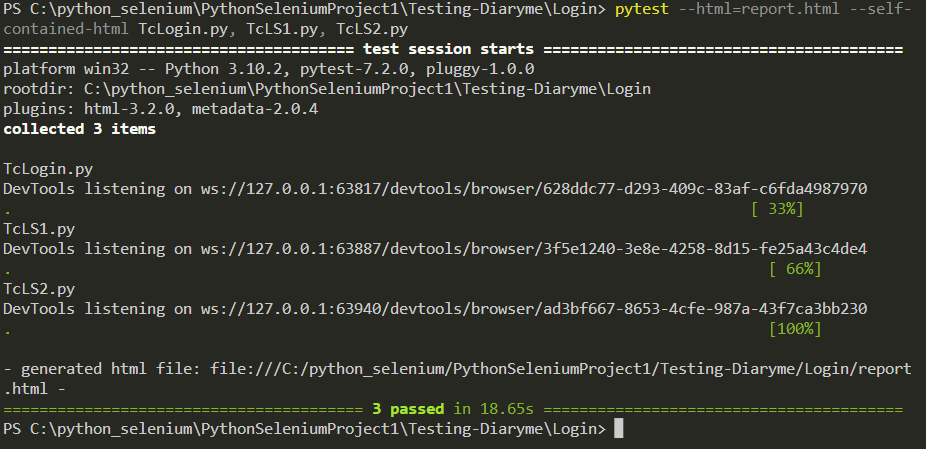 PS C:\python_selenium\PythonSeleniumProject1\Testing-Diaryme\Login> pytest --html=report.html --self-
contained-html TcLogin.py, TcLS1.py, TcLS2.py
======================================= test session starts ========================================
platform win32 -- Python 3.10.2, pytest-7.2.0, pluggy-1.0.0
rootdir: C:\python_selenium\PythonSeleniumProject1\Testing-Diaryme\Login
plugins: html-3.2.0, metadata-2.0.4
collected 3 items
TcLogin.py
DevTools listening on ws://127.0.0.1:63817/devtools/browser/628ddc77-d293-409c-83af-c6fda4987970
. [ 33%]
TcLS1.py
DevTools listening on ws://127.0.0.1:63887/devtools/browser/3f5e1240-3e8e-4258-8d15-fe25a43c4de4
. [ 66%]
TcLS2.py
DevTools listening on ws://127.0.0.1:63940/devtools/browser/ad3bf667-8653-4cfe-987a-43f7ca3bb230
. [100%]
- generated html file: file:///C:/python_selenium/PythonSeleniumProject1/Testing-Diaryme/Login/report
.html -
======================================== 3 passed in 18.65s ========================================
PS C:\python_selenium\PythonSeleniumProject1\Testing-Diaryme\Login>